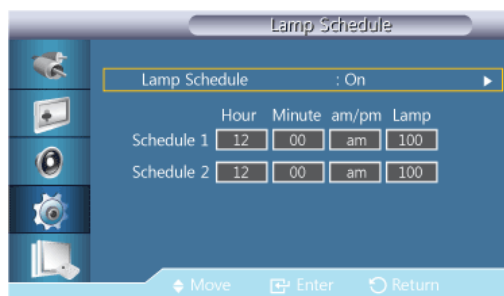 Lamp Schedule
Lamp Schedule : On
Hour Minute am/pm Lamp
Schedule 1 12 00 am 100
Schedule 2 12 00 am 100
Move Enter Return